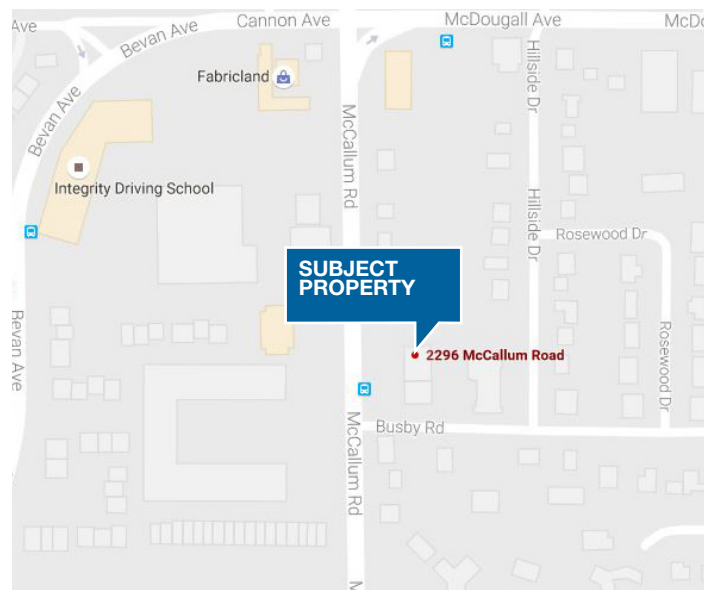 Ave
Bevan Ave
Cannon Ave
McDougall Ave
McDo
Fabricland
Hillside Dr
Bevan Ave
McCallum Rd
Integrity Driving School
Hillside Dr
Rosewood Dr
SUBJECT
PROPERTY
Bevan Ave
2296 McCallum Road
Rosewood Dr
McCallum Rd
Busby Rd
M